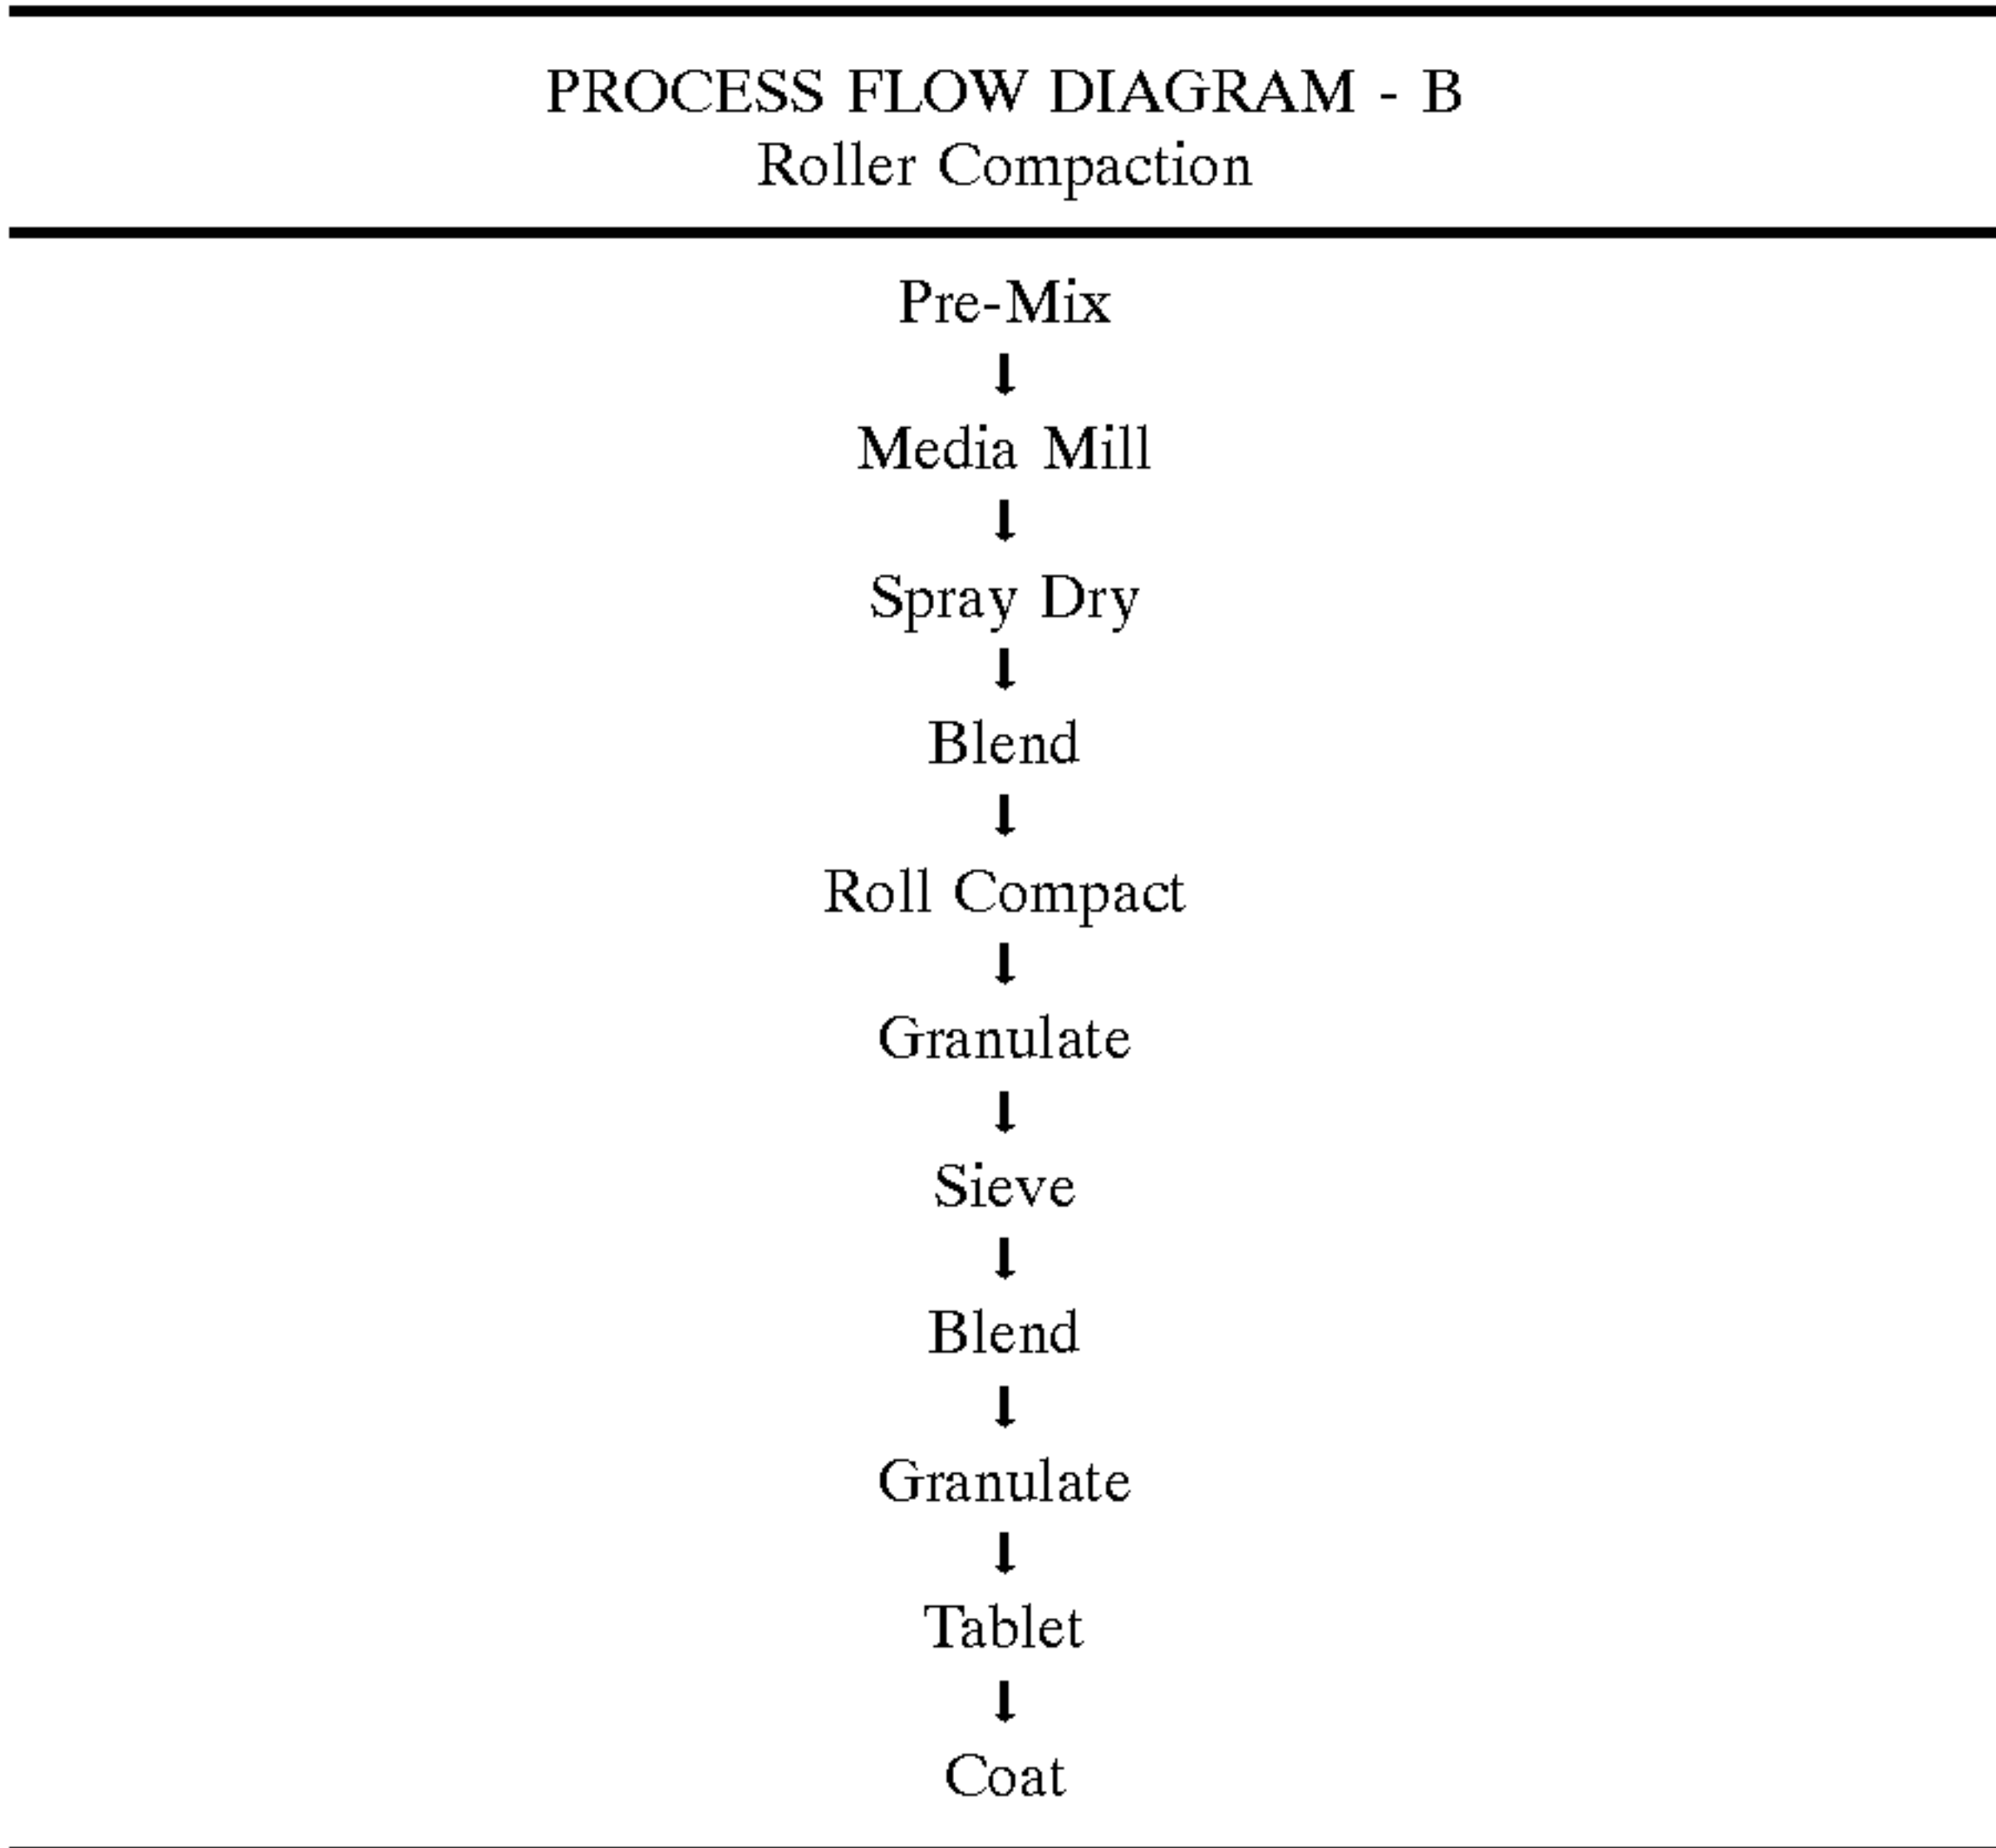 PROCESS FLOW DIAGRAM - B
Roller Compaction
Pre-Mix
Media Mill
Spray Dry
Blend
Roll Compact
Granulate
Sieve
Blend
Granulate
Tablet
Coat